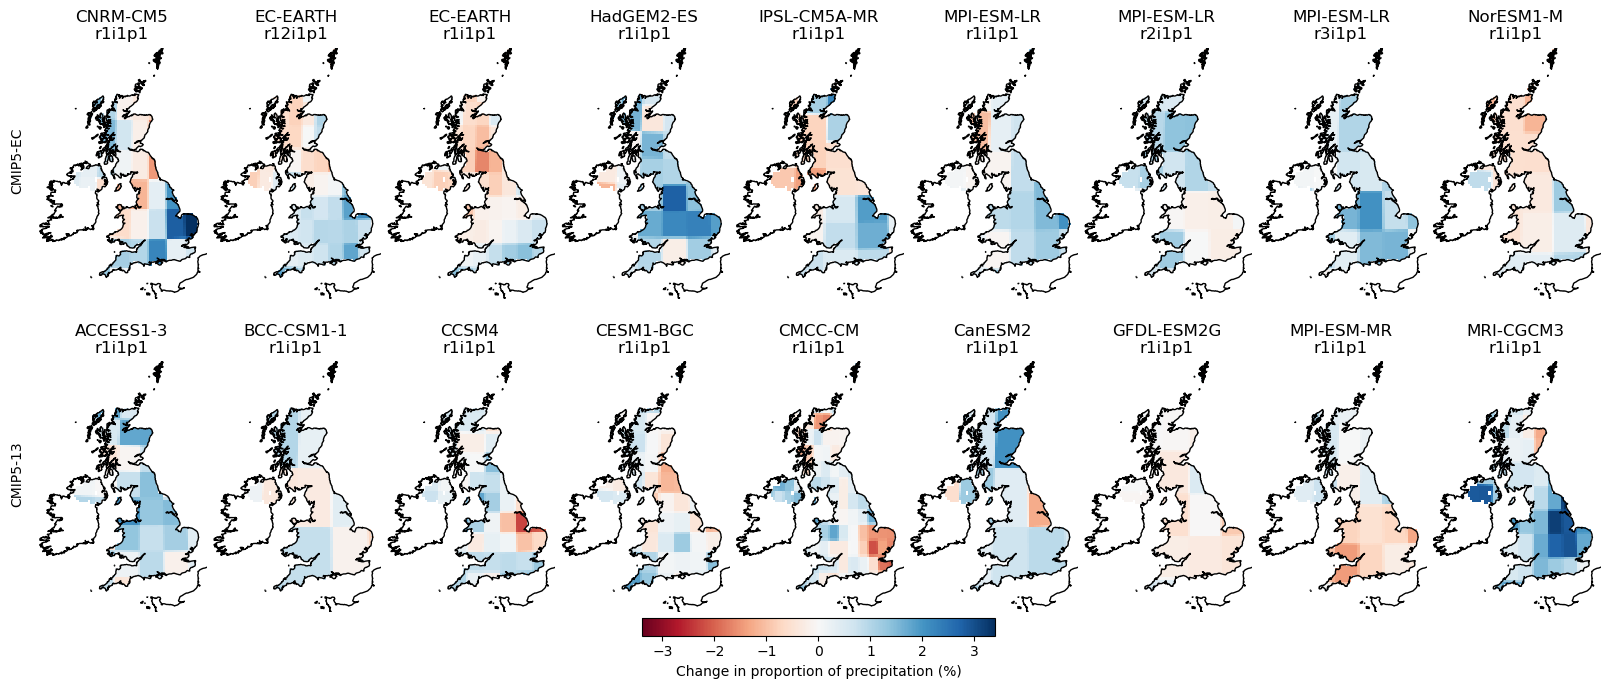 CNRM-CM5 EC-EARTH EC-EARTH HadGEM2-ES IPSL-CM5A-MR MPI-ESM-LR MPI-ESM-LR MPI-ESM-LR NorESM1-M
r1i1p1 r12i1p1 r1i1p1 r1i1p1 r1i1p1 r1i1p1 r2i1p1 r3i1p1 r1i1p1
CMIP5-EC
ACCESS1-3 BCC-CSM1-1 CCSM4 CESM1-BGC CMCC-CM CanESM2 GFDL-ESM2G MPI-ESM-MR MRI-CGCM3
r1i1p1 r1i1p1 r1i1p1 r1i1p1 r1i1p1 r1i1p1 r1i1p1 r1i1p1 r1i1p1
CMIP5-13
−3 −2 −1 0 1 2 3
Change in proportion of precipitation (%)